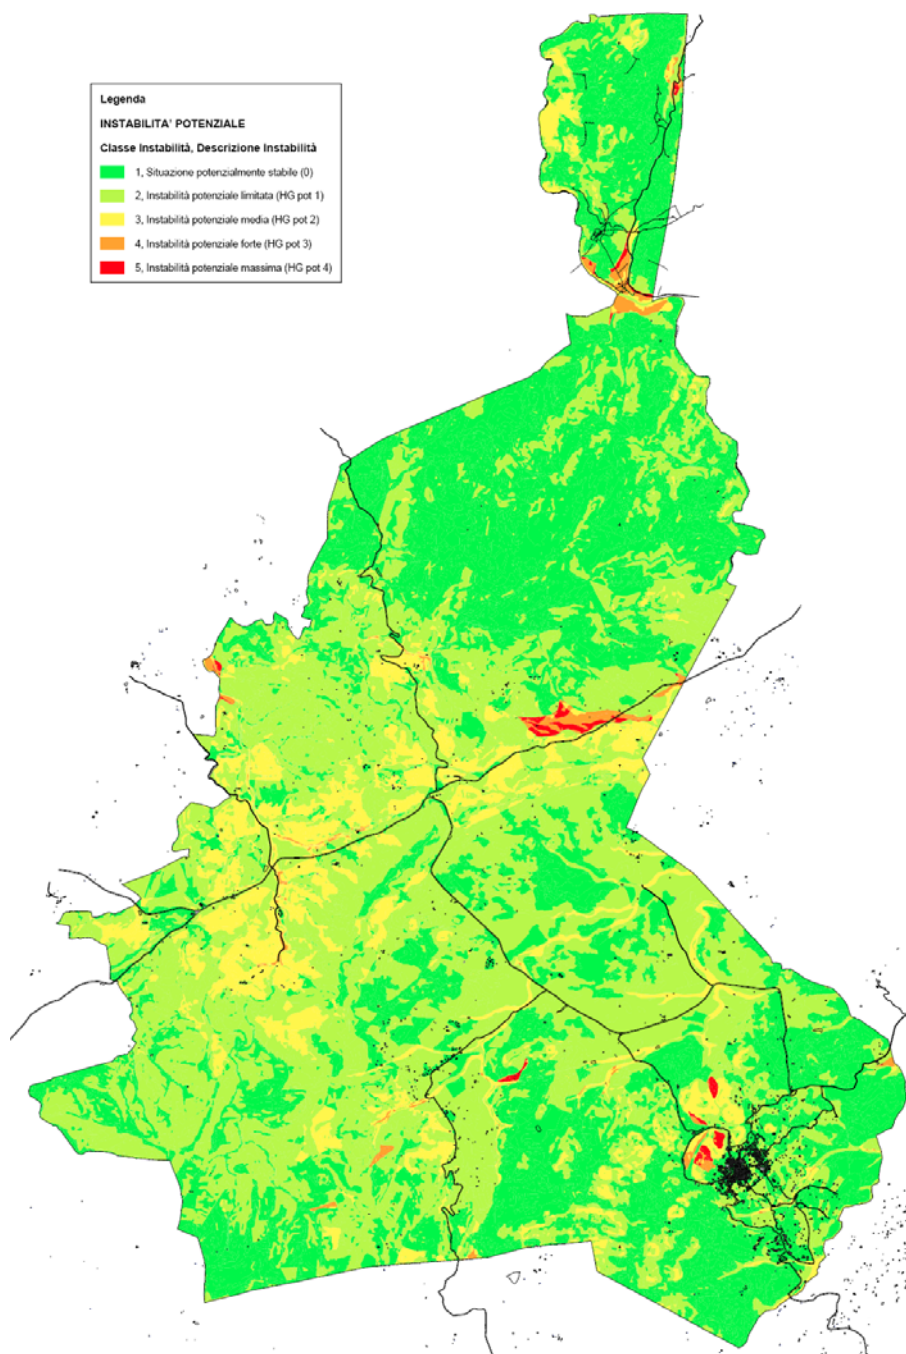 Legenda
INSTABILITA' POTENZIALE
Classe Instabilità, Descrizione Instabilità
1, Situazione potenzialmente stabile (0)
2, Instabilità potenziale limitata (HG pot 1)
3, Instabilità potenziale media (HG pot 2)
4, Instabilità potenziale forte (HG pot 3)
5, Instabilità potenziale massima (HG pot 4)